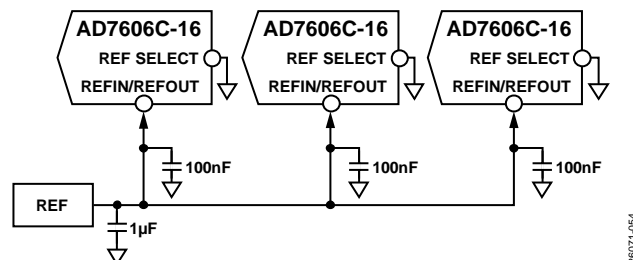 AD7606C-16
REF SELECT
REFIN/REFOUT
AD7606C-16
REF SELECT
REFIN/REFOUT
AD7606C-16
REF SELECT
REFIN/REFOUT
100nF
100nF
100nF
REF
1µF